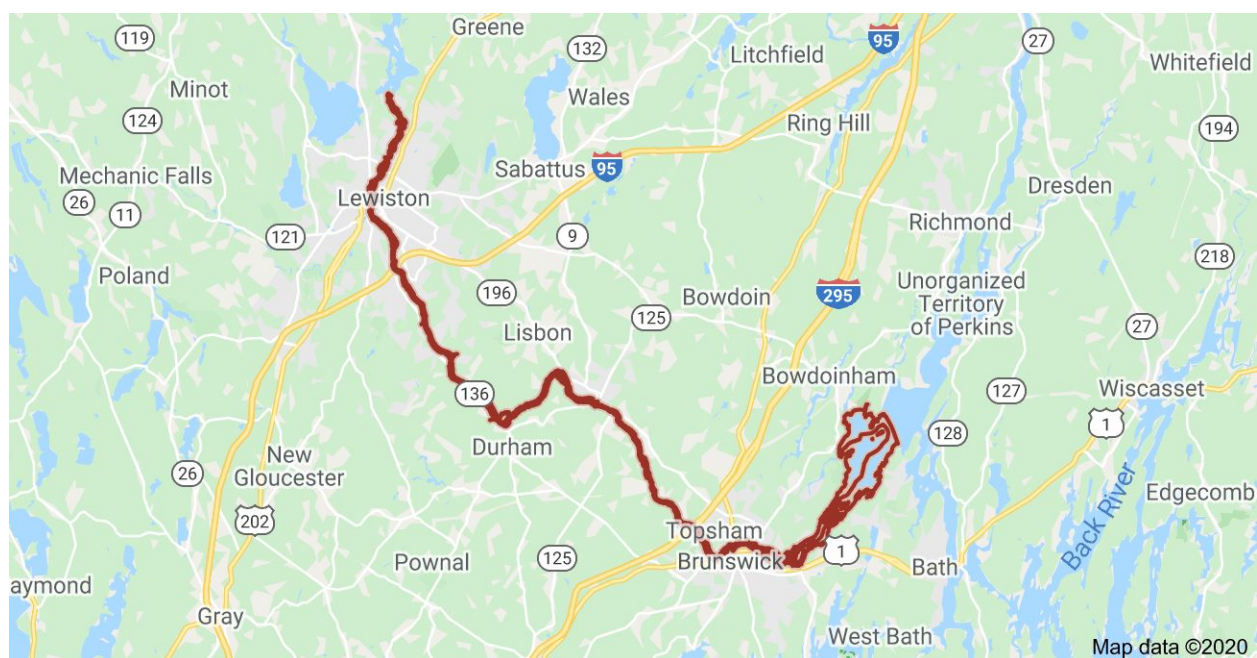 Greene
119
132
Litchfield
95
27
Whitefield
Minot
Wales
124
Ring Hill
194
Mechanic Falls
Sabattus
95
Dresden
26
11
Lewiston
121
9
Richmond
218
Poland
196
Bowdoin
295
Unorganized
Territory
of Perkins
125
27
Lisbon
Bowdoinham
127
Wiscasset
136
1
128
Durham
New
Gloucester
26
202
Back River
Edgecomb
Topsham
Pownal
125
Brunswick
1
Bath
aymond
Gray
West Bath
Map data ©2020